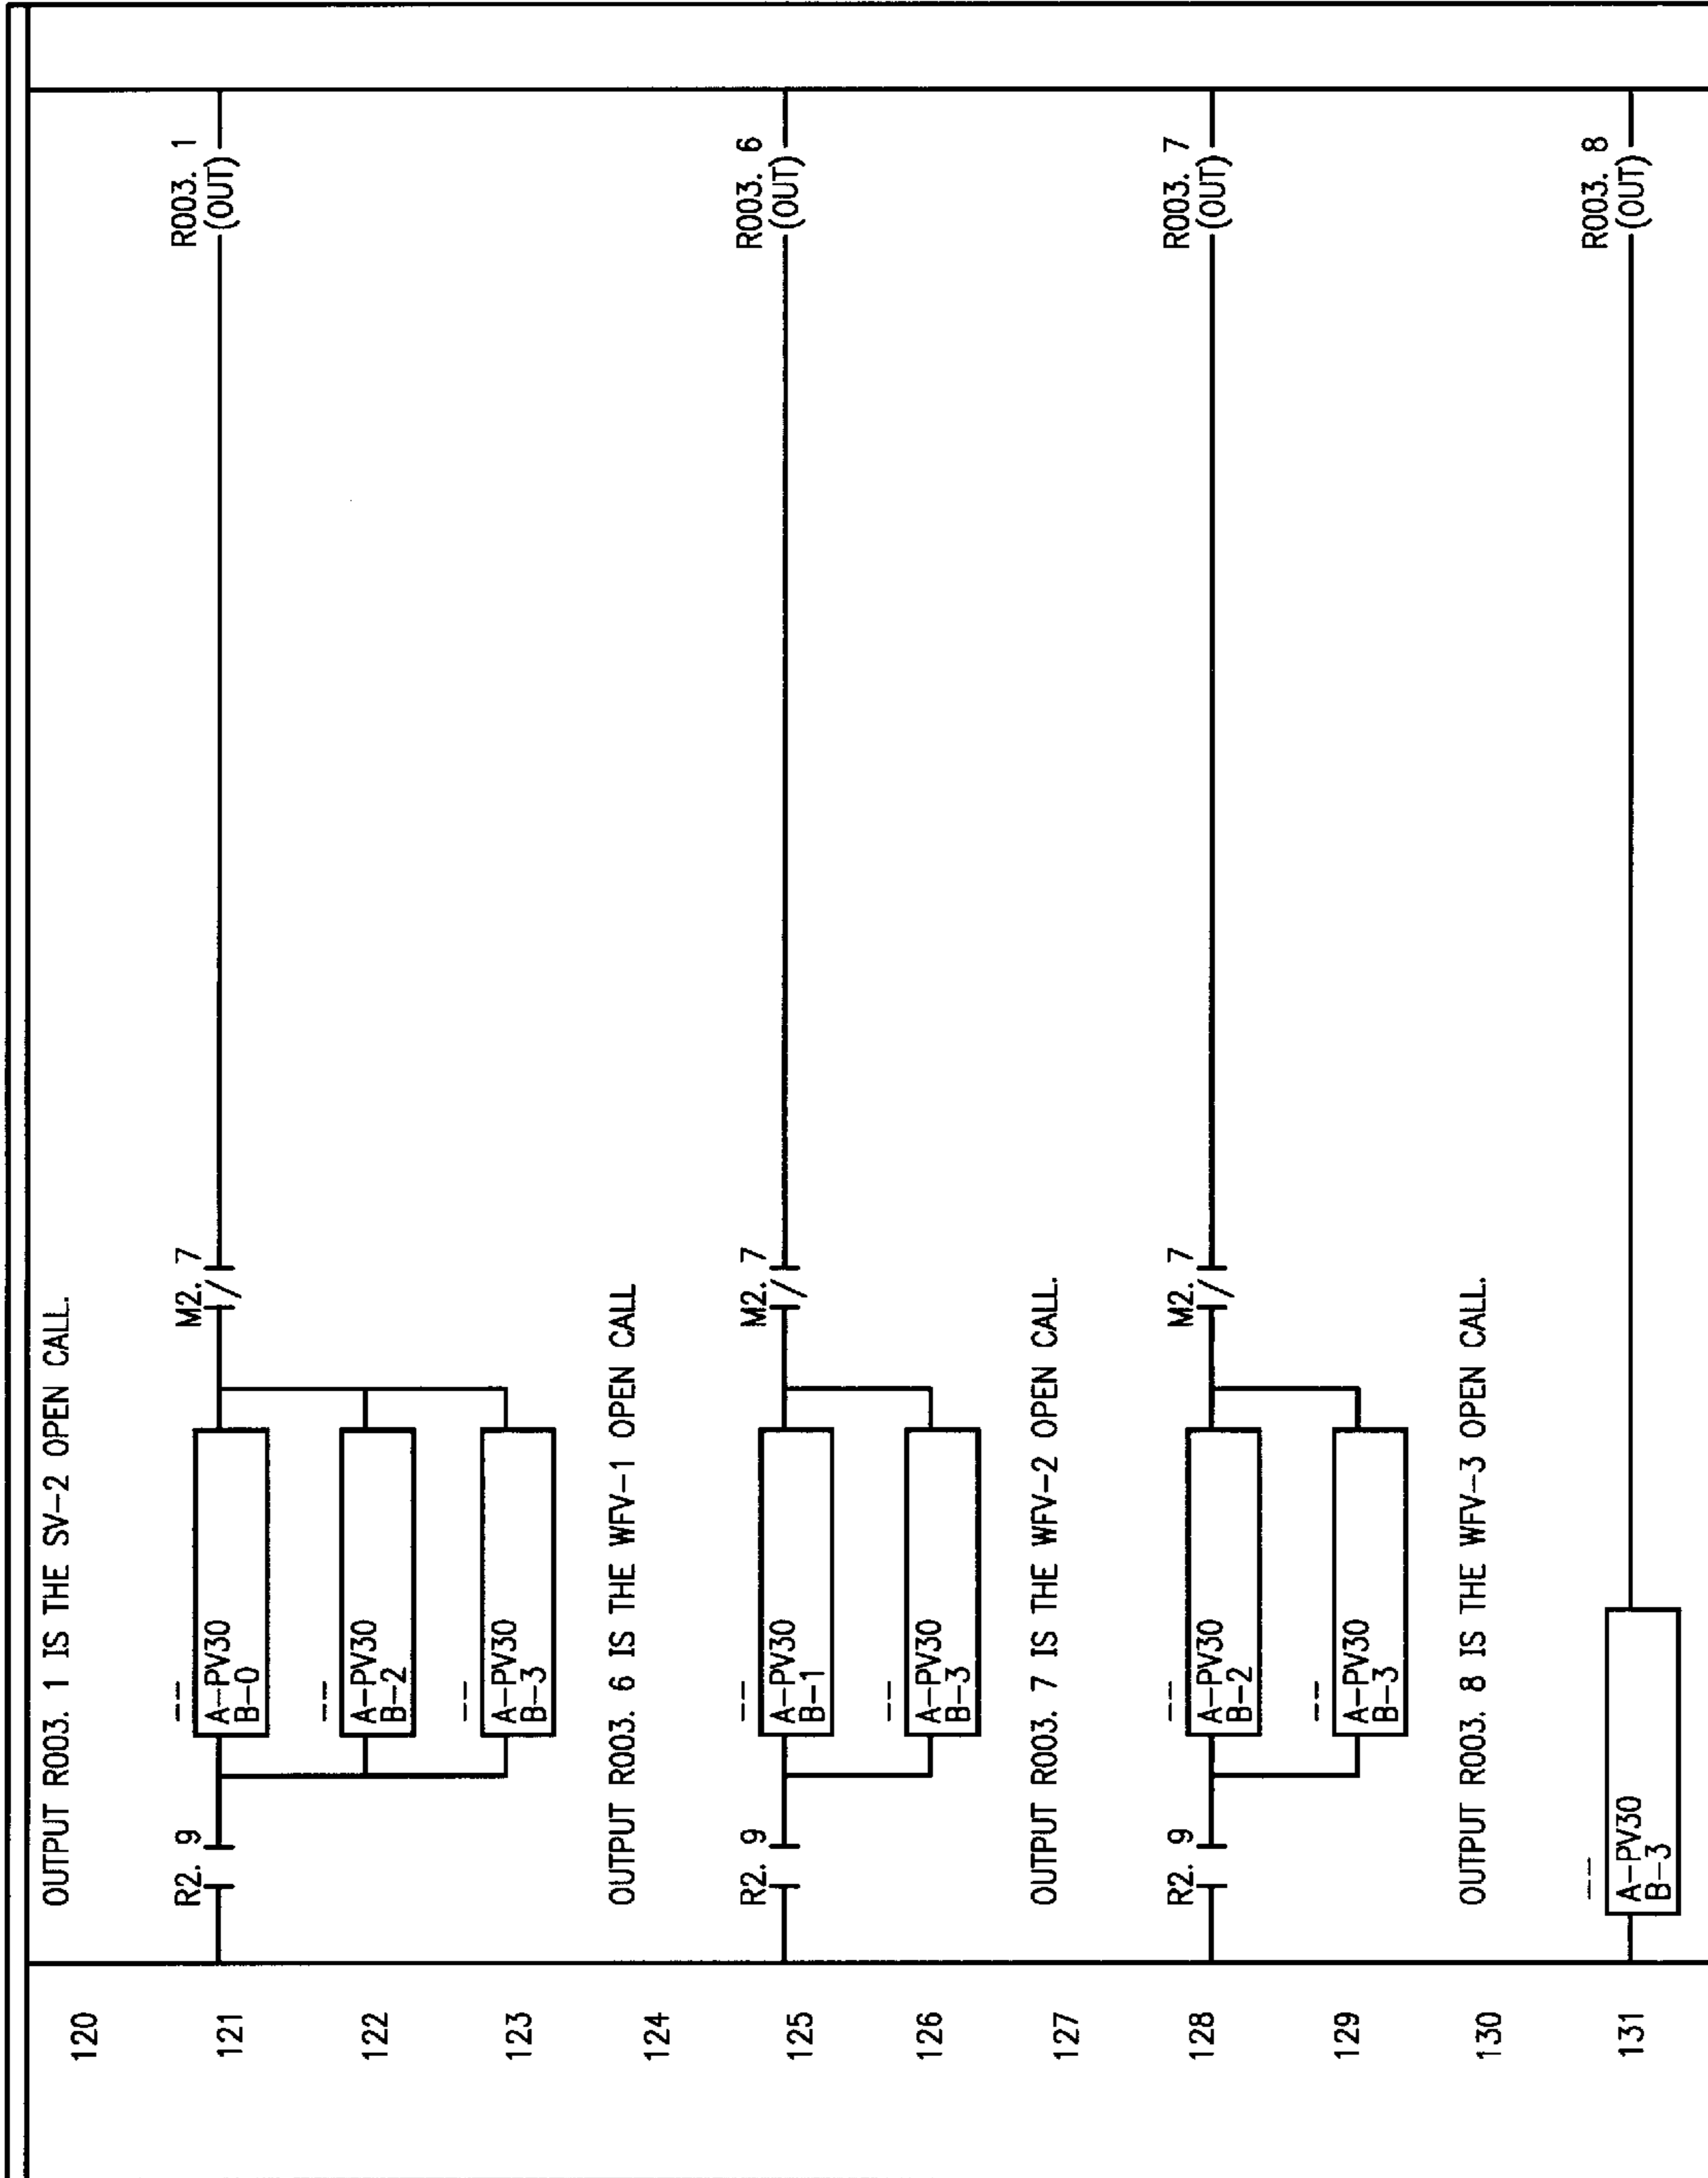 120
OUTPUT R003. 1 IS THE SV-2 OPEN CALL.
R2. 9
M2. 7
R003. 1
121
==
A-PV30
B-0
(OUT)
122
==
A-PV30
B-2
123
==
A-PV30
B-3
124
OUTPUT R003. 6 IS THE WFV-1 OPEN CALL
R2. 9
M2. 7
R003. 6
125
==
A-PV30
B-1
(OUT)
126
==
A-PV30
B-3
127
OUTPUT R003. 7 IS THE WFV-2 OPEN CALL.
R2. 9
M2. 7
R003. 7
128
==
A-PV30
B-2
(OUT)
129
==
A-PV30
B-3
130
OUTPUT R003. 8 IS THE WFV-3 OPEN CALL.
R003. 8
131
==
A-PV30
B-3
(OUT)